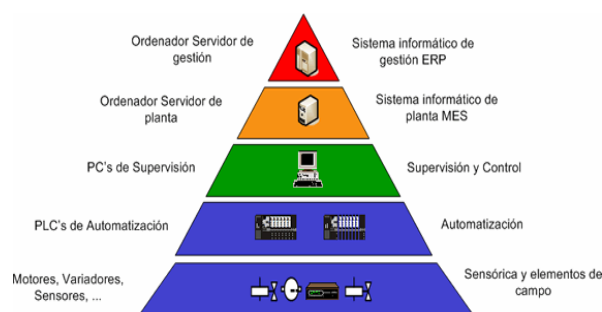 Ordenador Servidor de
gestión
Sistema informático de
gestión ERP
Ordenador Servidor de
planta
Sistema informático de
planta MES
PC's de Supervisión
Supervisión y Control
PLC's de Automatización
Automatización
Motores, Variadores,
Sensores, ...
Sensórica y elementos de
campo